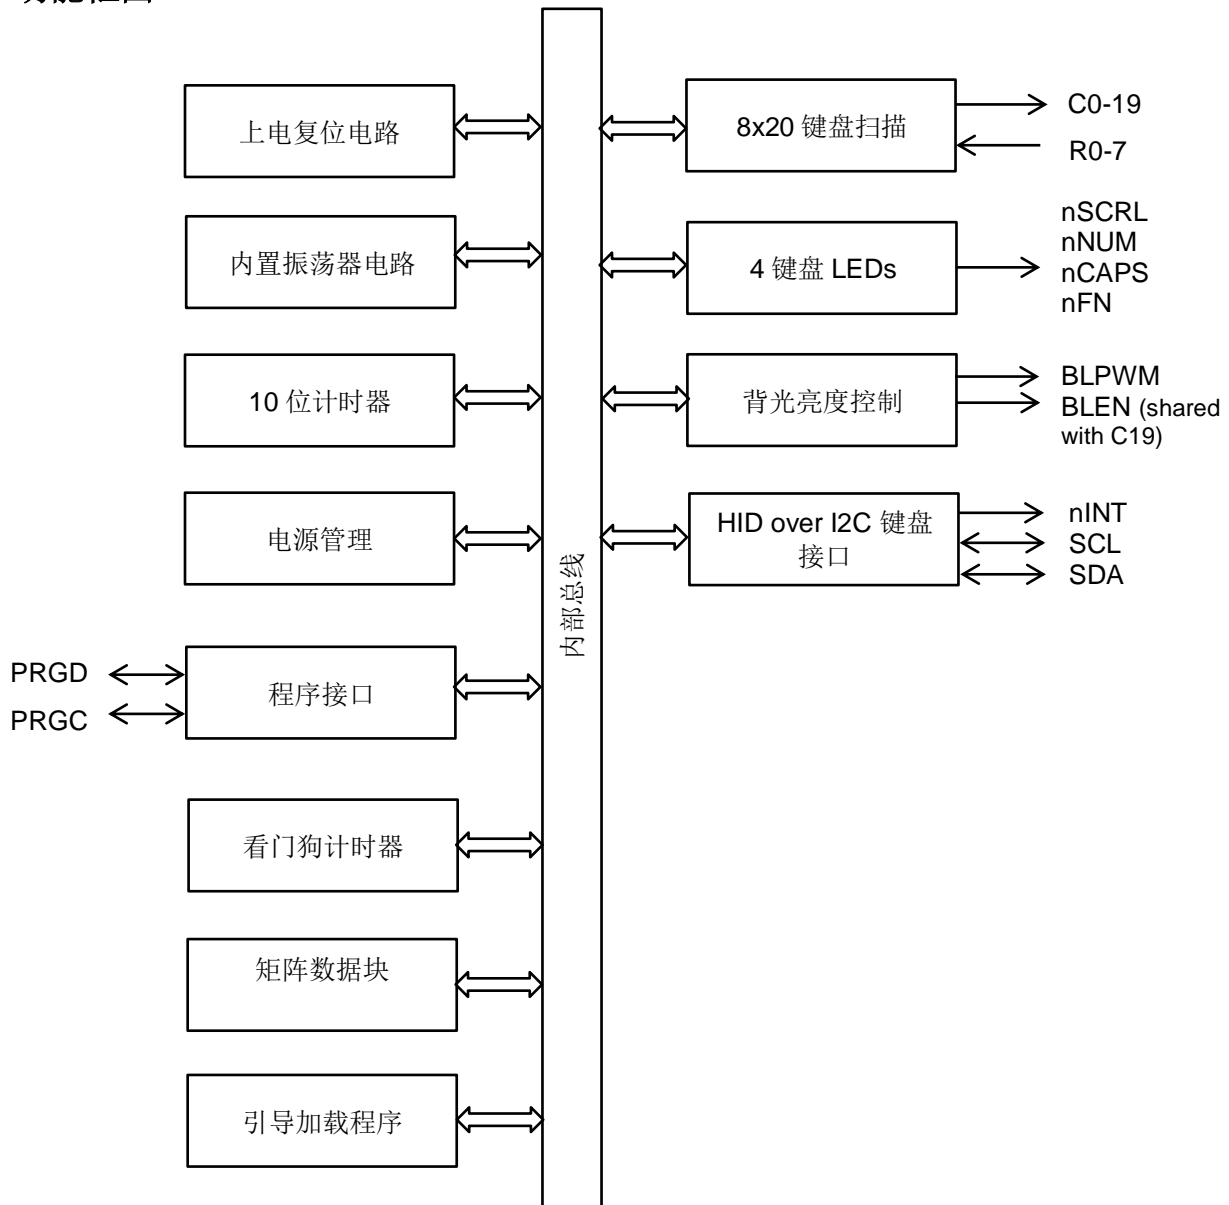 上电复位电路
8x20 键盘扫描
C0-19
R0-7
内置振荡器电路
4 键盘 LEDs
nSCRL
nNUM
nCAPS
nFN
10 位计时器
背光亮度控制
BLPWM
BLEN (shared
with C19)
电源管理
HID over I2C 键盘
接口
nINT
SCL
SDA
内部总线
PRGD
PRGC
程序接口
看门狗计时器
矩阵数据块
引导加载程序